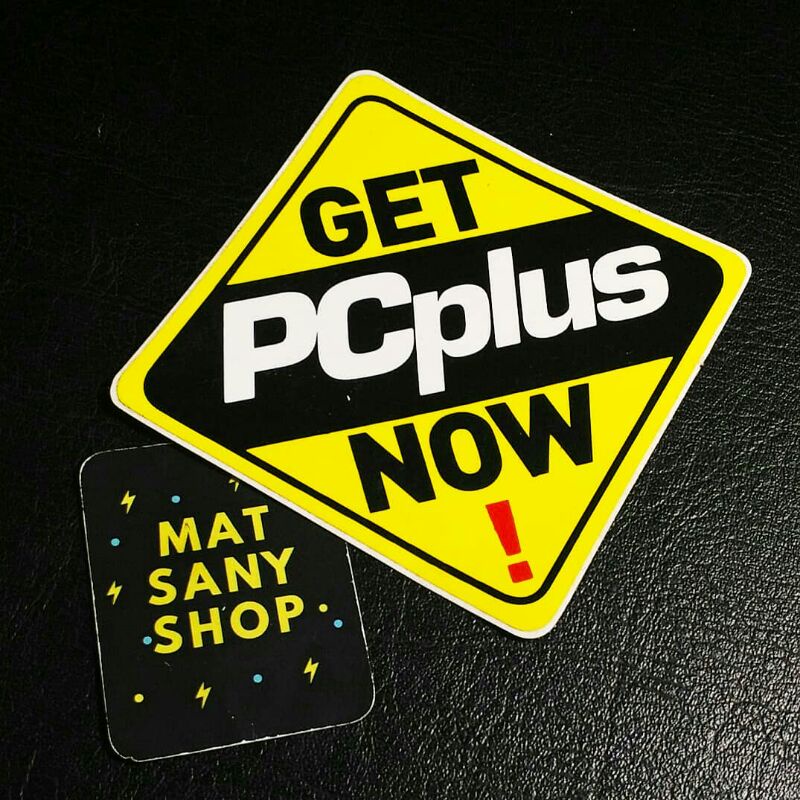 GET
PCplus
NOW
!
MAT
SANY
SHOP